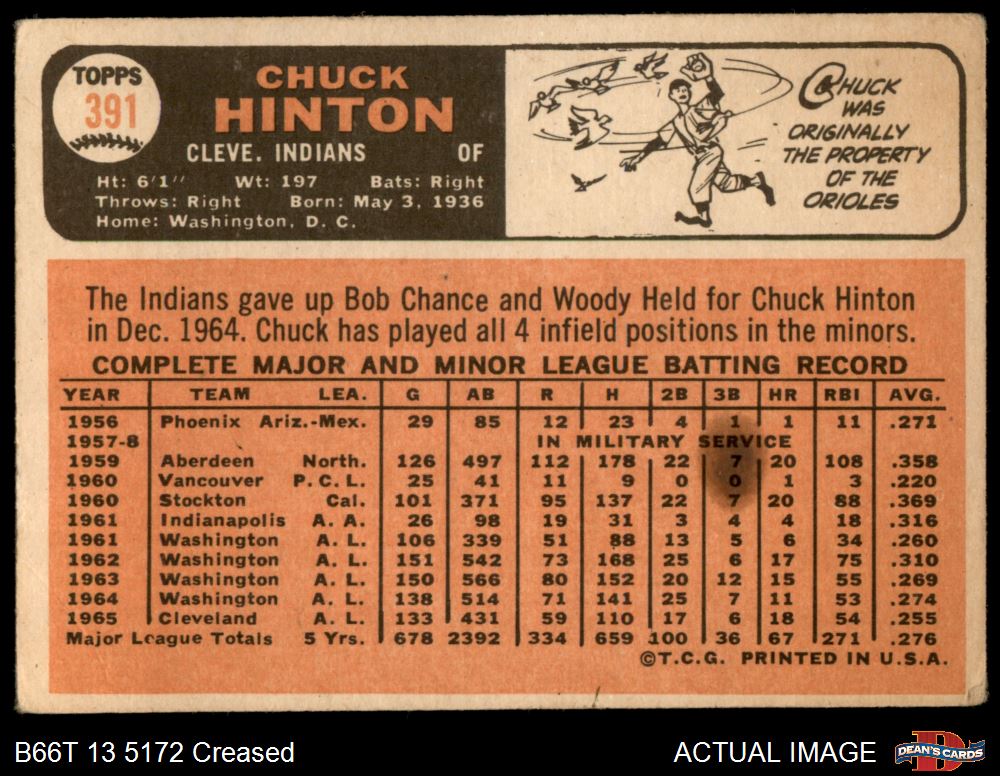 TOPPS
391
CHUCK
HINTON
CLEVE. INDIANS OF
Ht: 6'1" Wt: 197 Bats: Right
Throws: Right Born: May 3, 1936
Home: Washington, D. C.
CHUCK
WAS
ORIGINALLY
THE PROPERTY
OF THE
ORIOLES
The Indians gave up Bob Chance and Woody Held for Chuck Hinton
in Dec. 1964. Chuck has played all 4 infield positions in the minors.
COMPLETE MAJOR AND MINOR LEAGUE BATTING RECORD
YEAR TEAM LEA. G AB R H 2B 3B HR RBI AVG.
1956 Phoenix Ariz.-Mex. 29 85 12 23 4 1 1 11 .271
1957-8 IN MILITARY SERVICE
1959 Aberdeen North. 126 497 112 178 22 7 20 108 .358
1960 Vancouver P.C.L. 25 41 11 9 0 0 1 3 .220
1960 Stockton Cal. 101 371 95 137 22 7 20 88 .369
1961 Indianapolis A. A. 26 98 19 31 3 4 4 18 .316
1961 Washington A. L. 106 339 51 88 13 5 6 34 .260
1962 Washington A. L. 151 542 73 168 25 6 17 75 .310
1963 Washington A. L. 150 566 80 152 20 12 15 55 .269
1964 Washington A. L. 138 514 71 141 25 7 11 53 .274
1965 Cleveland A. L. 133 431 59 110 17 6 18 54 .255
Major League Totals 5 Yrs. 678 2392 334 659 100 36 67 271 .276
©T.C.G. PRINTED IN U.S.A.
B66T 13 5172 Creased
ACTUAL IMAGE
DEAN'S CARDS